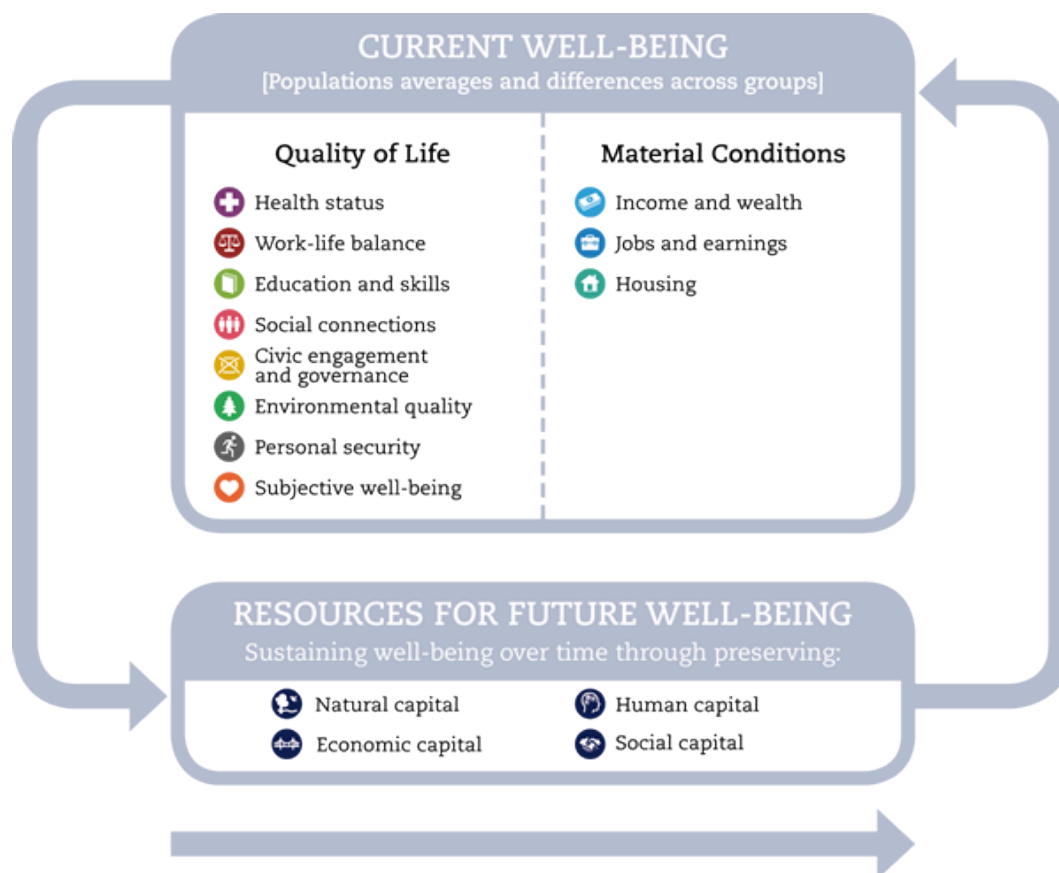 CURRENT WELL-BEING
[Populations averages and differences across groups]
Quality of Life
Health status
Work-life balance
Education and skills
Social connections
Civic engagement
and governance
Environmental quality
Personal security
Subjective well-being
Material Conditions
Income and wealth
Jobs and earnings
Housing
RESOURCES FOR FUTURE WELL-BEING
Sustaining well-being over time through preserving:
Natural capital
Economic capital
Human capital
Social capital